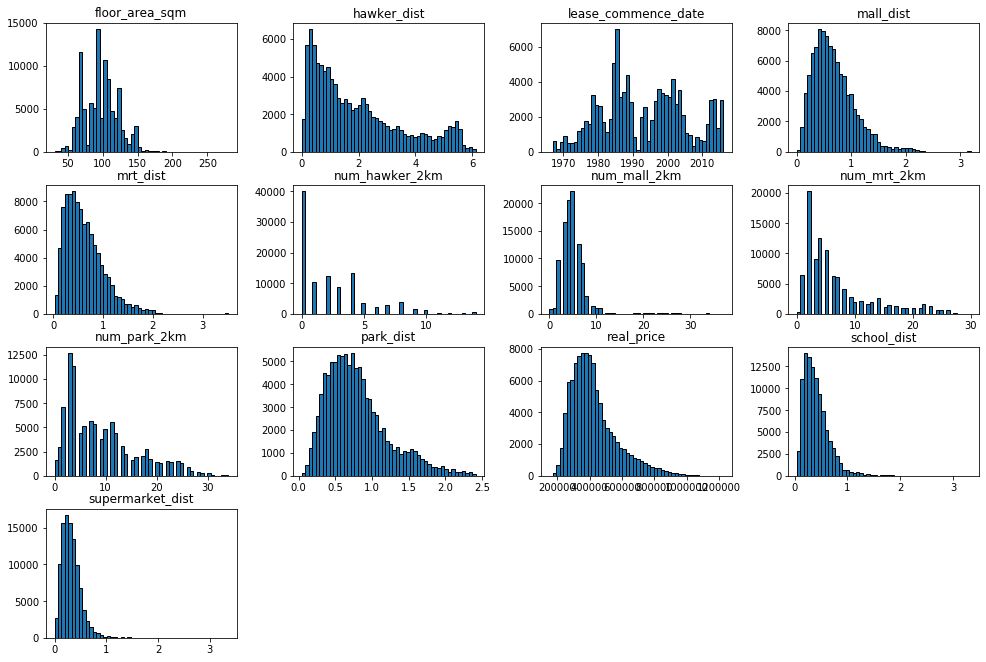 floor_area_sqm
15000
10000
5000
0
50 100 150 200 250
hawker_dist
6000
4000
2000
0
0 2 4 6
lease_commence_date
6000
4000
2000
0
1970 1980 1990 2000 2010
mall_dist
8000
6000
4000
2000
0
0 1 2 3
mrt_dist
8000
6000
4000
2000
0
0 1 2 3
num_hawker_2km
40000
30000
20000
10000
0
0 5 10
num_mall_2km
20000
15000
10000
5000
0
0 10 20 30
num_mrt_2km
20000
15000
10000
5000
0
0 10 20 30
num_park_2km
12500
10000
7500
5000
2500
0
0 10 20 30
park_dist
5000
4000
3000
2000
1000
0
0.0 0.5 1.0 1.5 2.0 2.5
real_price
8000
6000
4000
2000
0
200000 400000 600000 800000 1000000 1200000
school_dist
12500
10000
7500
5000
2500
0
0 1 2 3
supermarket_dist
15000
10000
5000
0
0 1 2 3